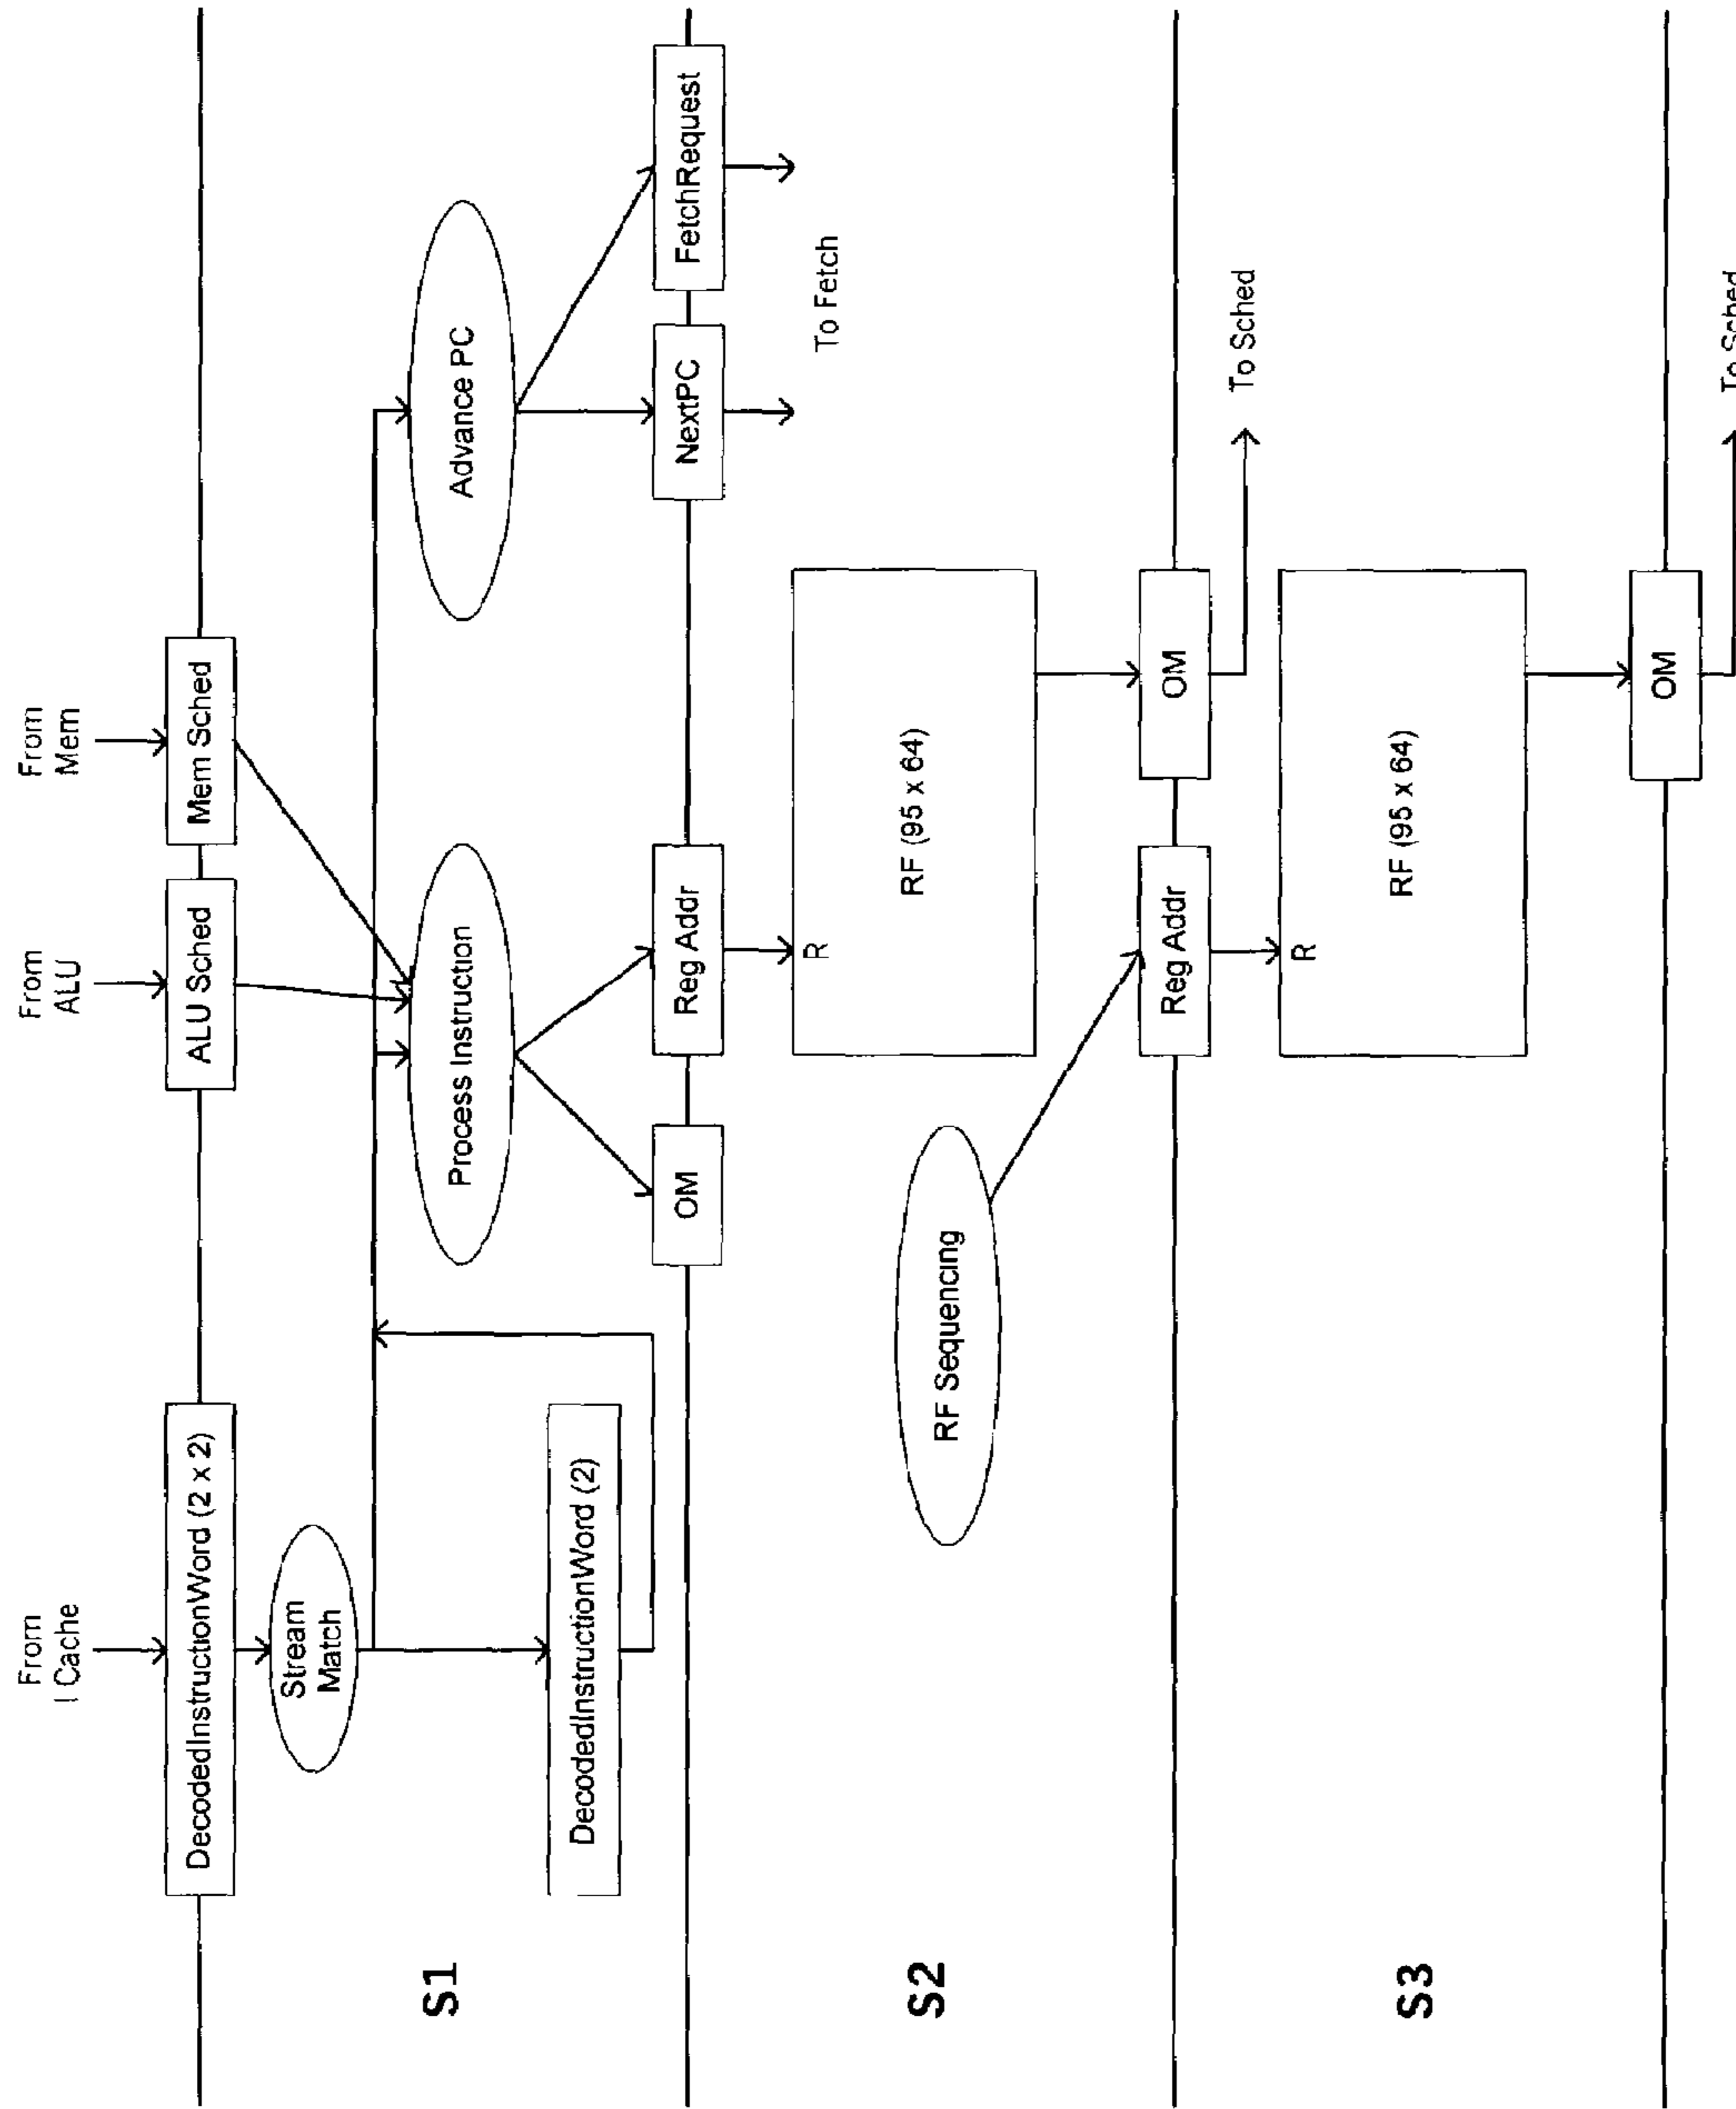 From
I Cache
From
ALU
From
Mem
DecodedInstructionWord (2 x 2)
ALU Sched
Mem Sched
Stream
Match
S1
Process Instruction
Advance PC
DecodedInstructionWord (2)
OM
Reg Addr
NextPC
FetchRequest
To Fetch
S2
RF Sequencing
R
RF (95 x 64)
Reg Addr
OM
To Sched
S3
R
RF (95 x 64)
OM
To Sched